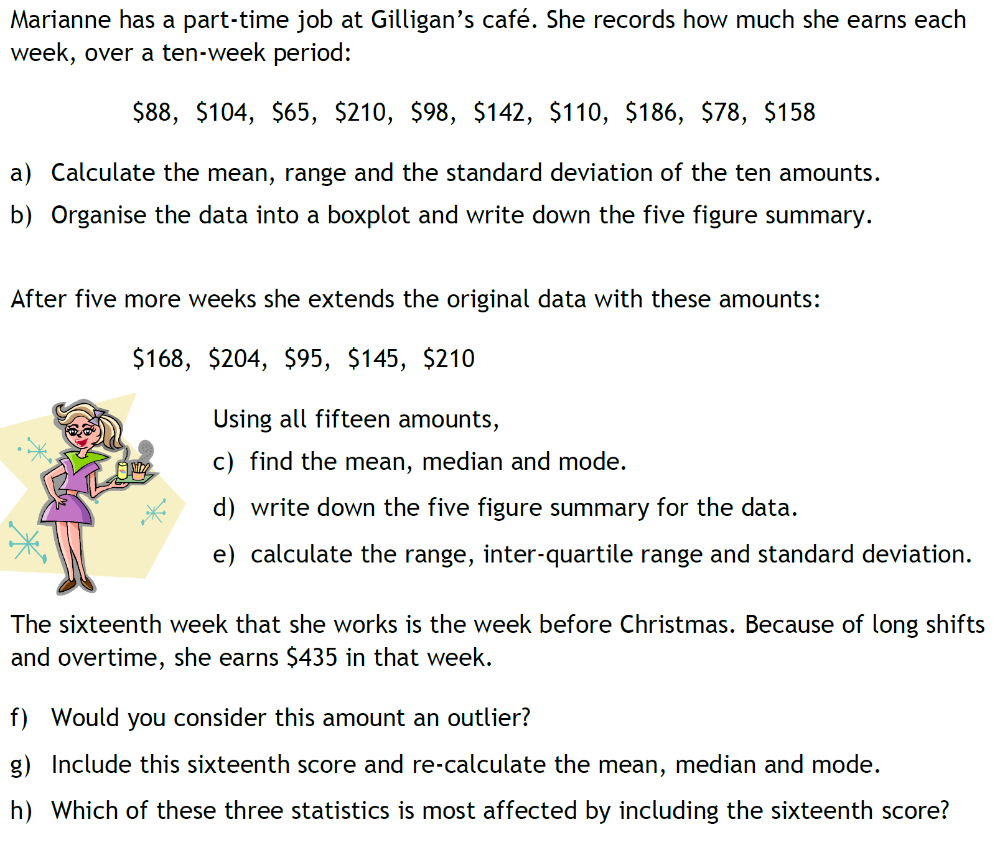 Marianne has a part-time job at Gilligan’s café. She records how much she earns each
week, over a ten-week period:
$88, $104, $65, $210, $98, $142, $110, $186, $78, $158
a) Calculate the mean, range and the standard deviation of the ten amounts.
b) Organise the data into a boxplot and write down the five figure summary.
After five more weeks she extends the original data with these amounts:
$168, $204, $95, $145, $210
Using all fifteen amounts,
c) find the mean, median and mode.
d) write down the five figure summary for the data.
e) calculate the range, inter-quartile range and standard deviation.
The sixteenth week that she works is the week before Christmas. Because of long shifts
and overtime, she earns $435 in that week.
f) Would you consider this amount an outlier?
g) Include this sixteenth score and re-calculate the mean, median and mode.
h) Which of these three statistics is most affected by including the sixteenth score?